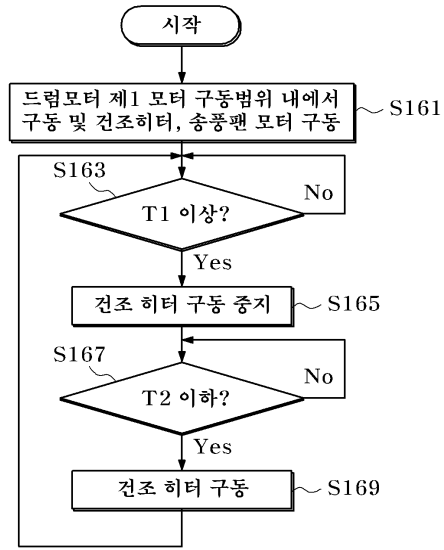 시작
드럼모터 제1 모터 구동범위 내에서
구동 및 건조히터, 송풍팬 모터 구동
S161
S163
T1 이상?
No
Yes
건조 히터 구동 중지
S165
S167
T2 이하?
No
Yes
건조 히터 구동
S169